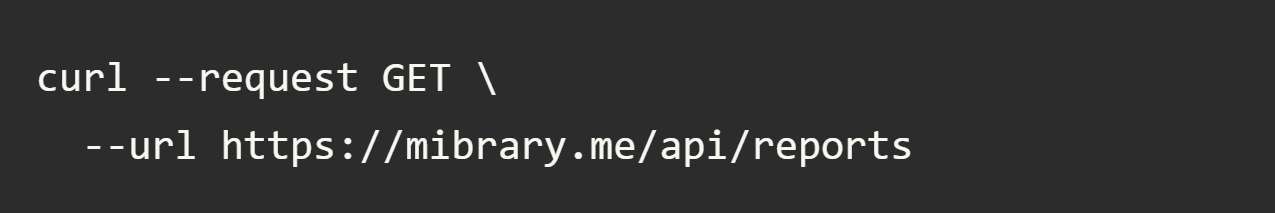 curl --request GET \
  --url https://mibrary.me/api/reports